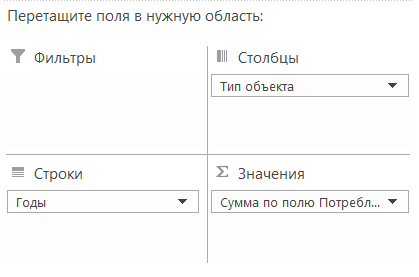 Перетащите поля в нужную область:
Фильтры
Столбцы
Тип объекта
Строки
Значения
Годы
Сумма по полю Потребл...